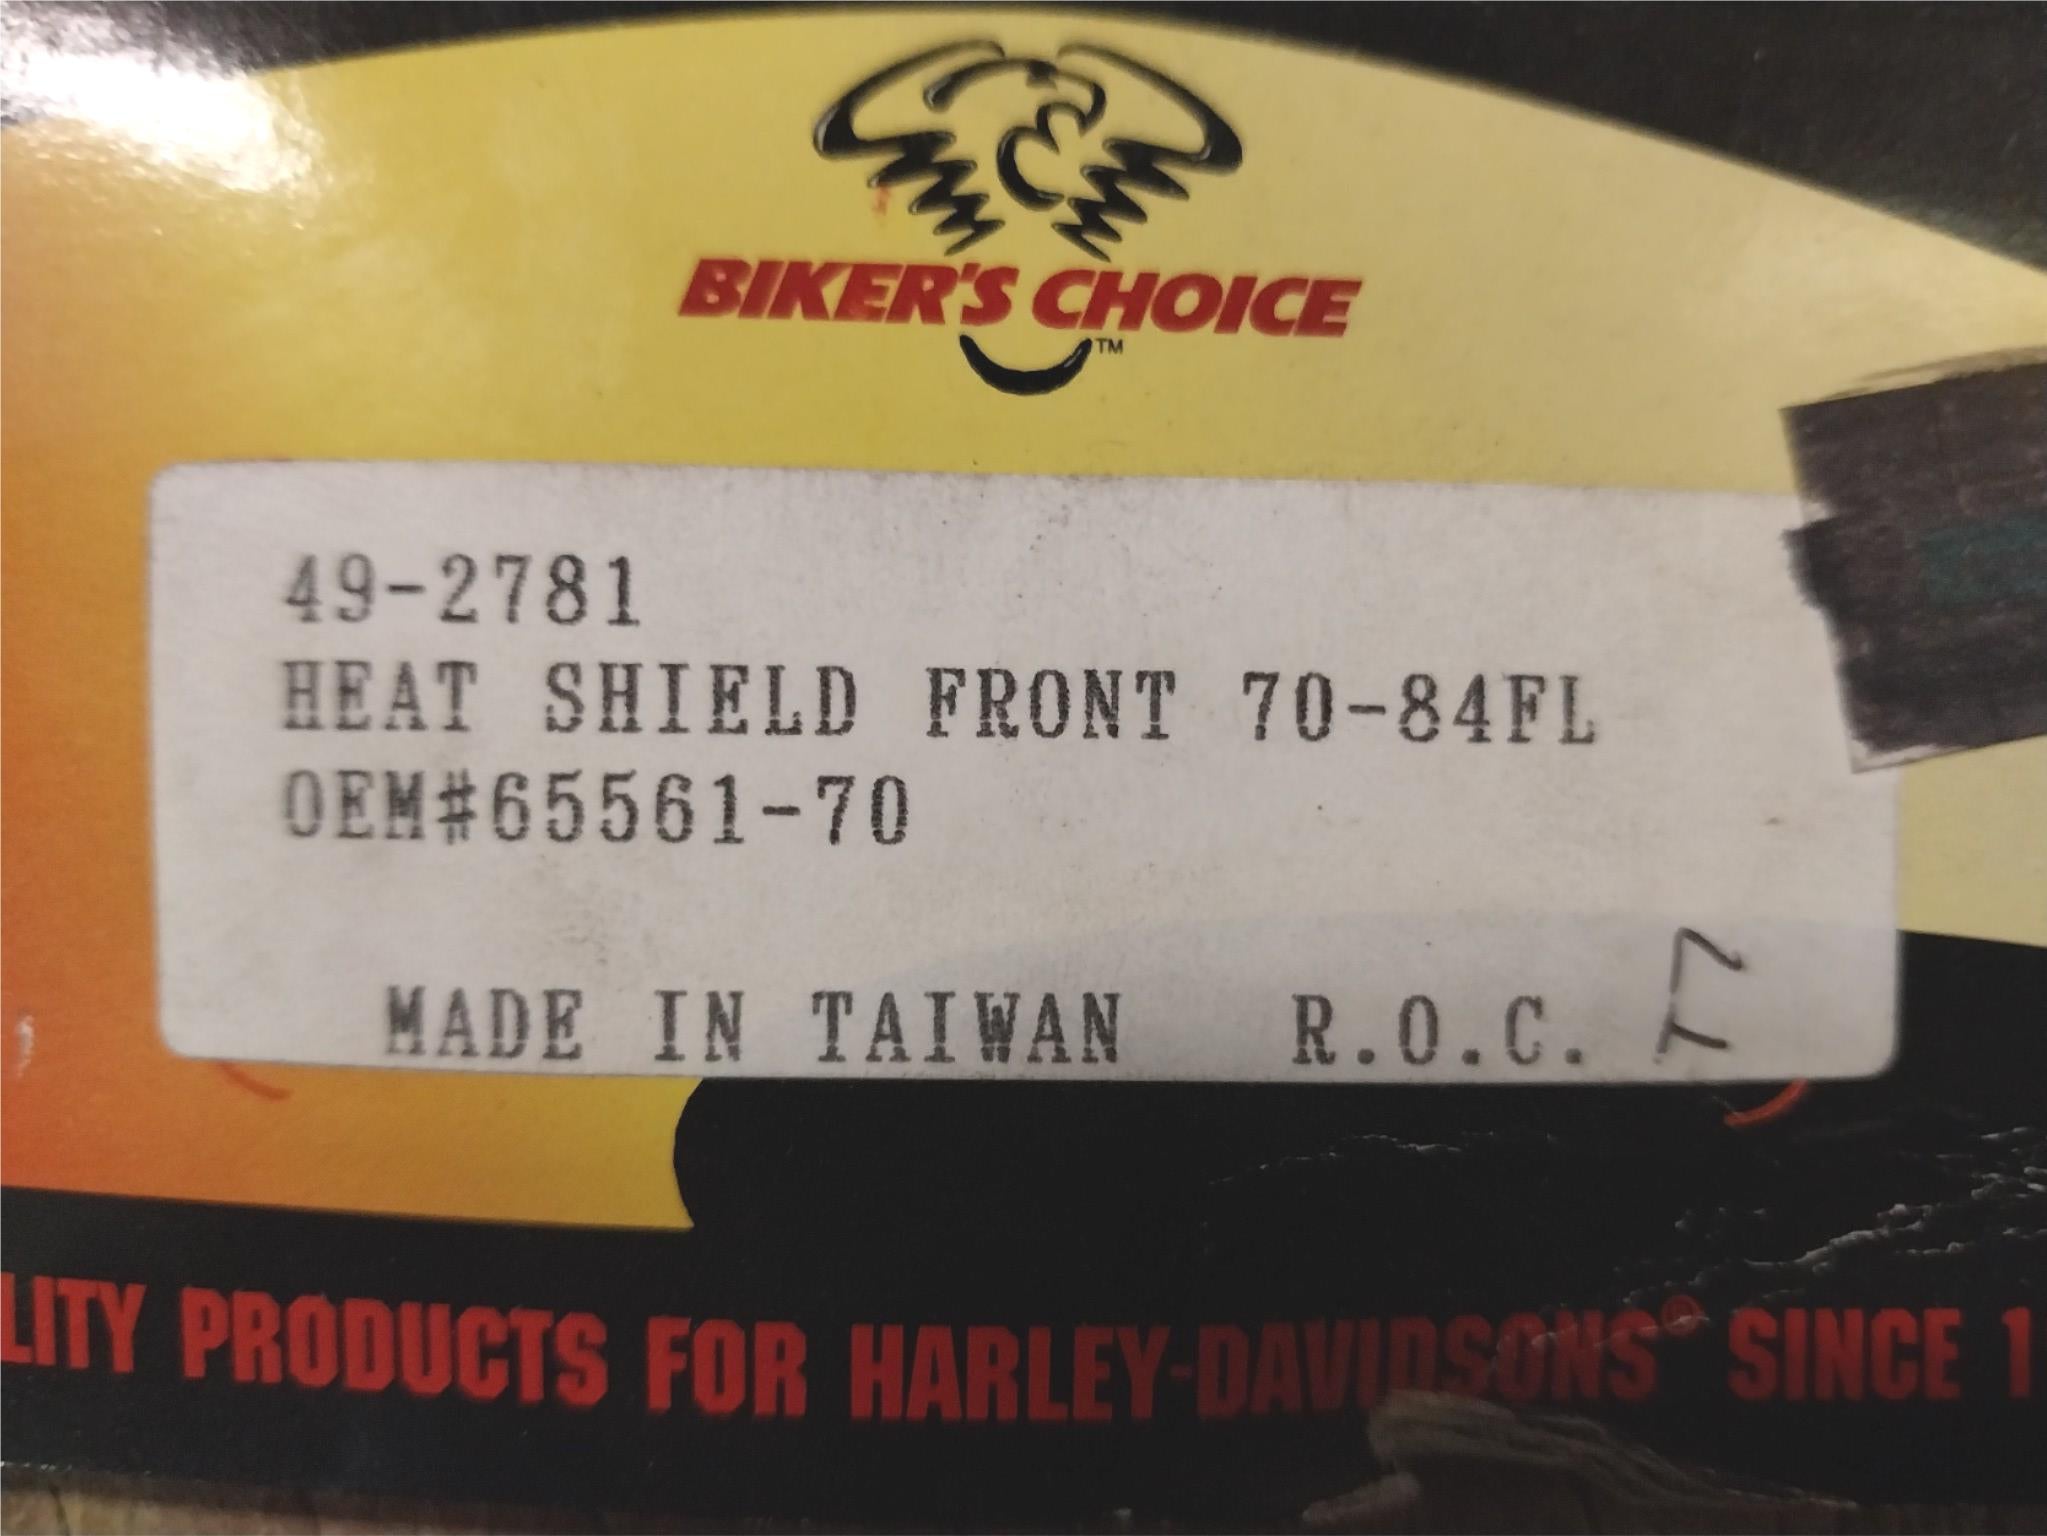 BIKER'S CHOICE
™
49-2781
HEAT SHIELD FRONT 70-84FL
OEM#65561-70
MADE IN TAIWAN R.O.C.
LITY PRODUCTS FOR HARLEY-DAVIDSONS® SINCE 1